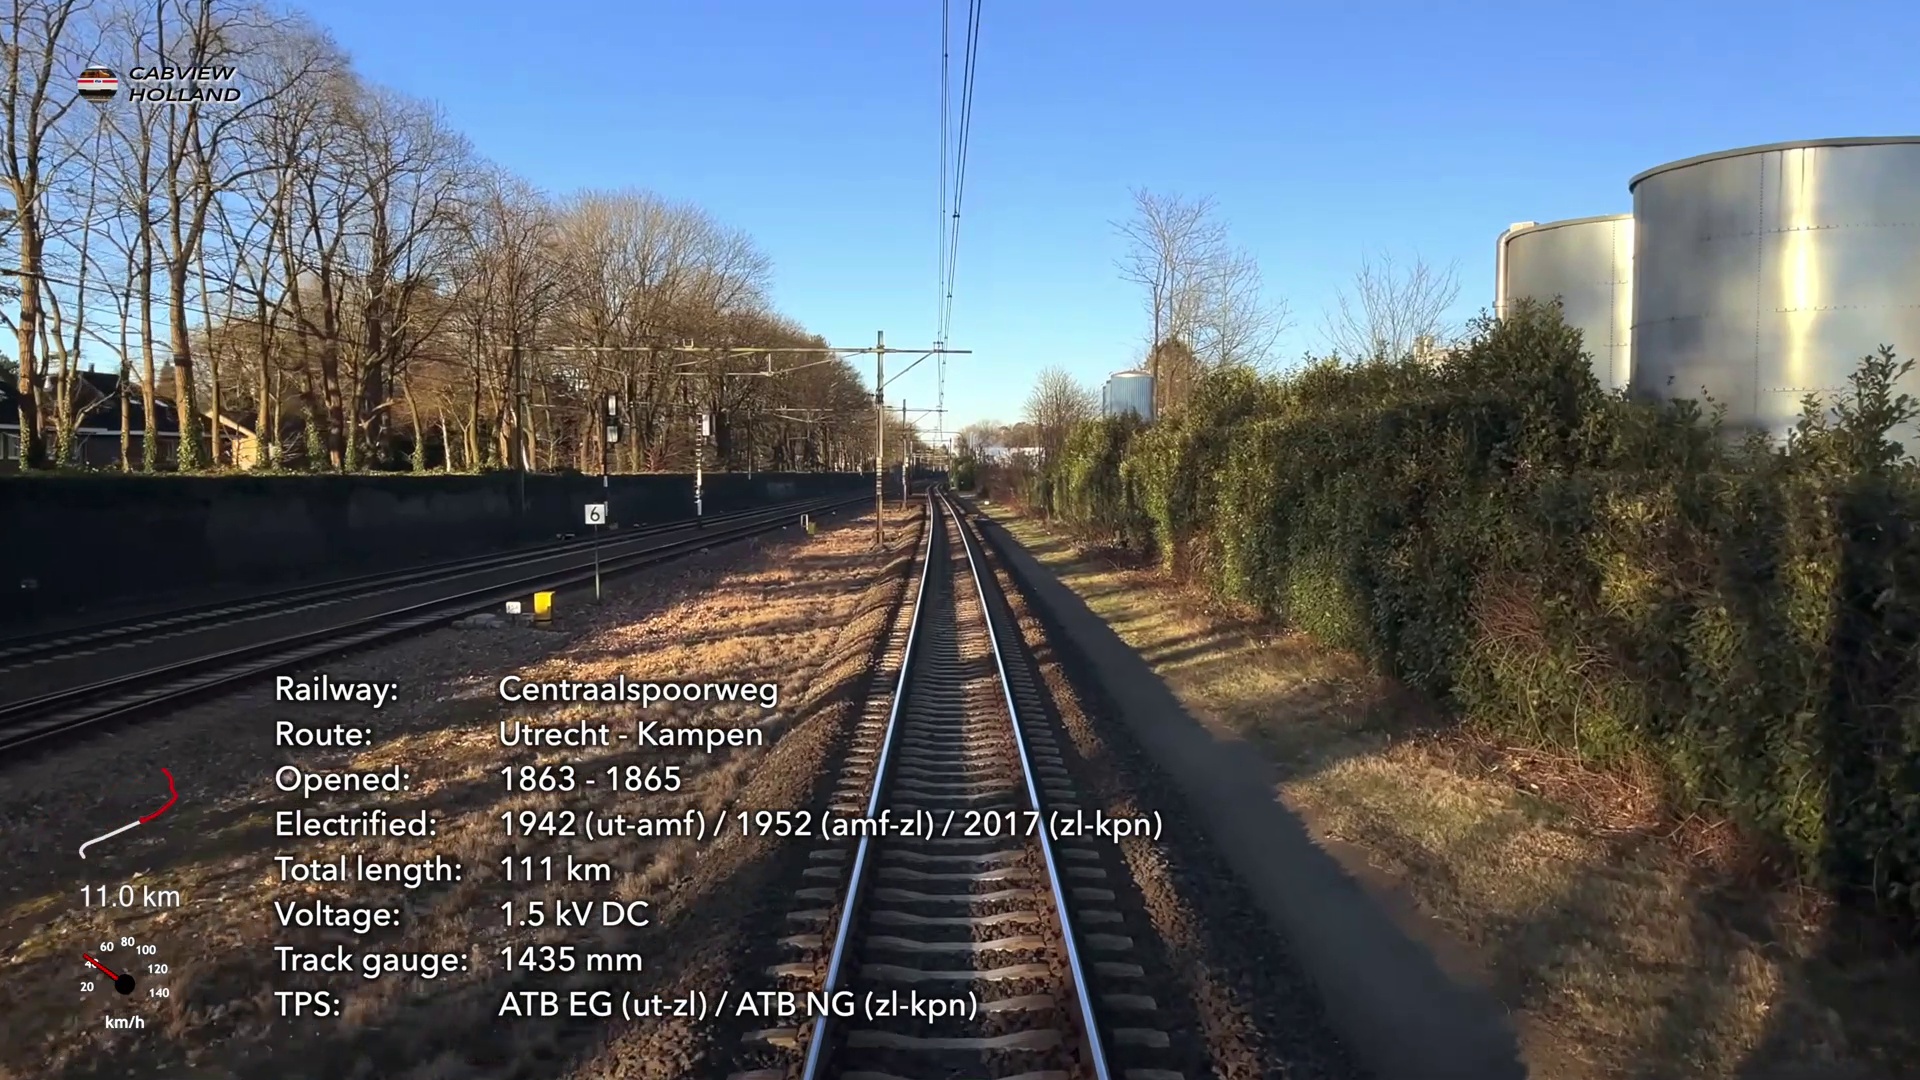 CABVIEW
HOLLAND
6
Railway: Centraalspoorweg
Route: Utrecht - Kampen
Opened: 1863 - 1865
Electrified: 1942 (ut-amf) / 1952 (amf-zl) / 2017 (zl-kpn)
Total length: 111 km
Voltage: 1.5 kV DC
Track gauge: 1435 mm
TPS: ATB EG (ut-zl) / ATB NG (zl-kpn)
11.0 km
20 40 60 80 100 120 140
km/h